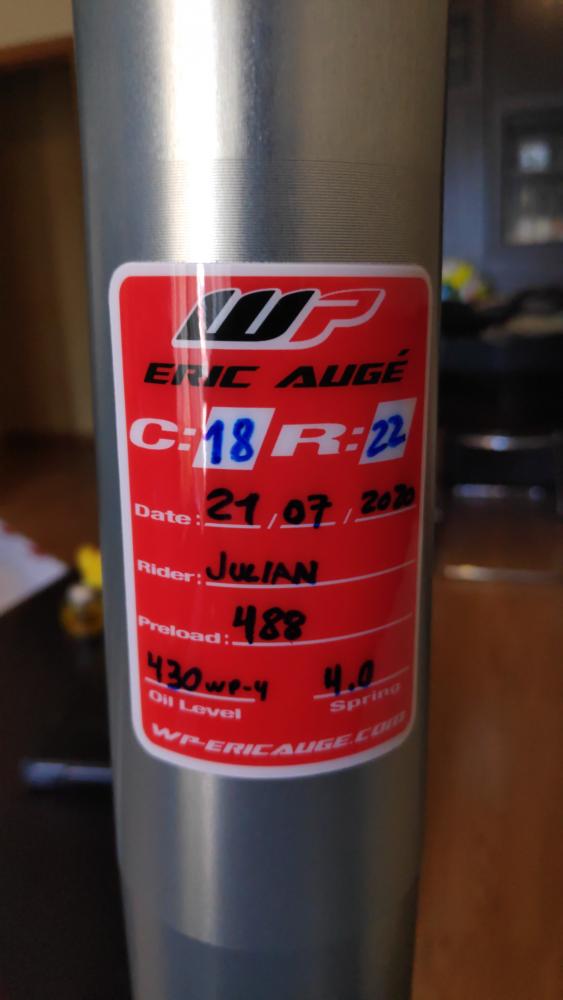 WP
ERIC AUGÉ
C: 18 R: 22
Date: 21 / 07 / 2020
Rider: JULIAN
Preload: 488
430 WP-4 4.0
Oil Level Spring
WP-ERICAUGE.COM